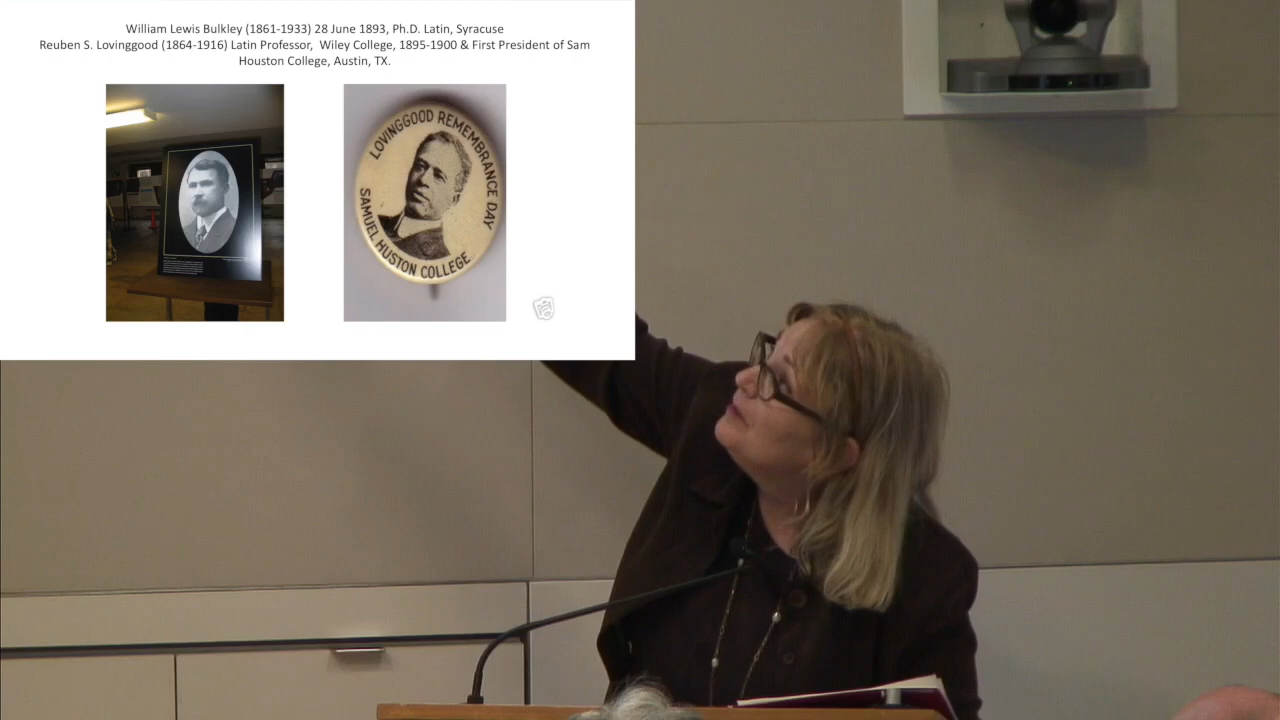 William Lewis Bulkley (1861-1933) 28 June 1893, Ph.D. Latin, Syracuse
Reuben S. Lovinggood (1864-1916) Latin Professor,  Wiley College, 1895-1900 & First President of Sam
Houston College, Austin, TX.
LOVINGGOOD REMEMBRANCE DAY
SAMUEL HUSTON COLLEGE